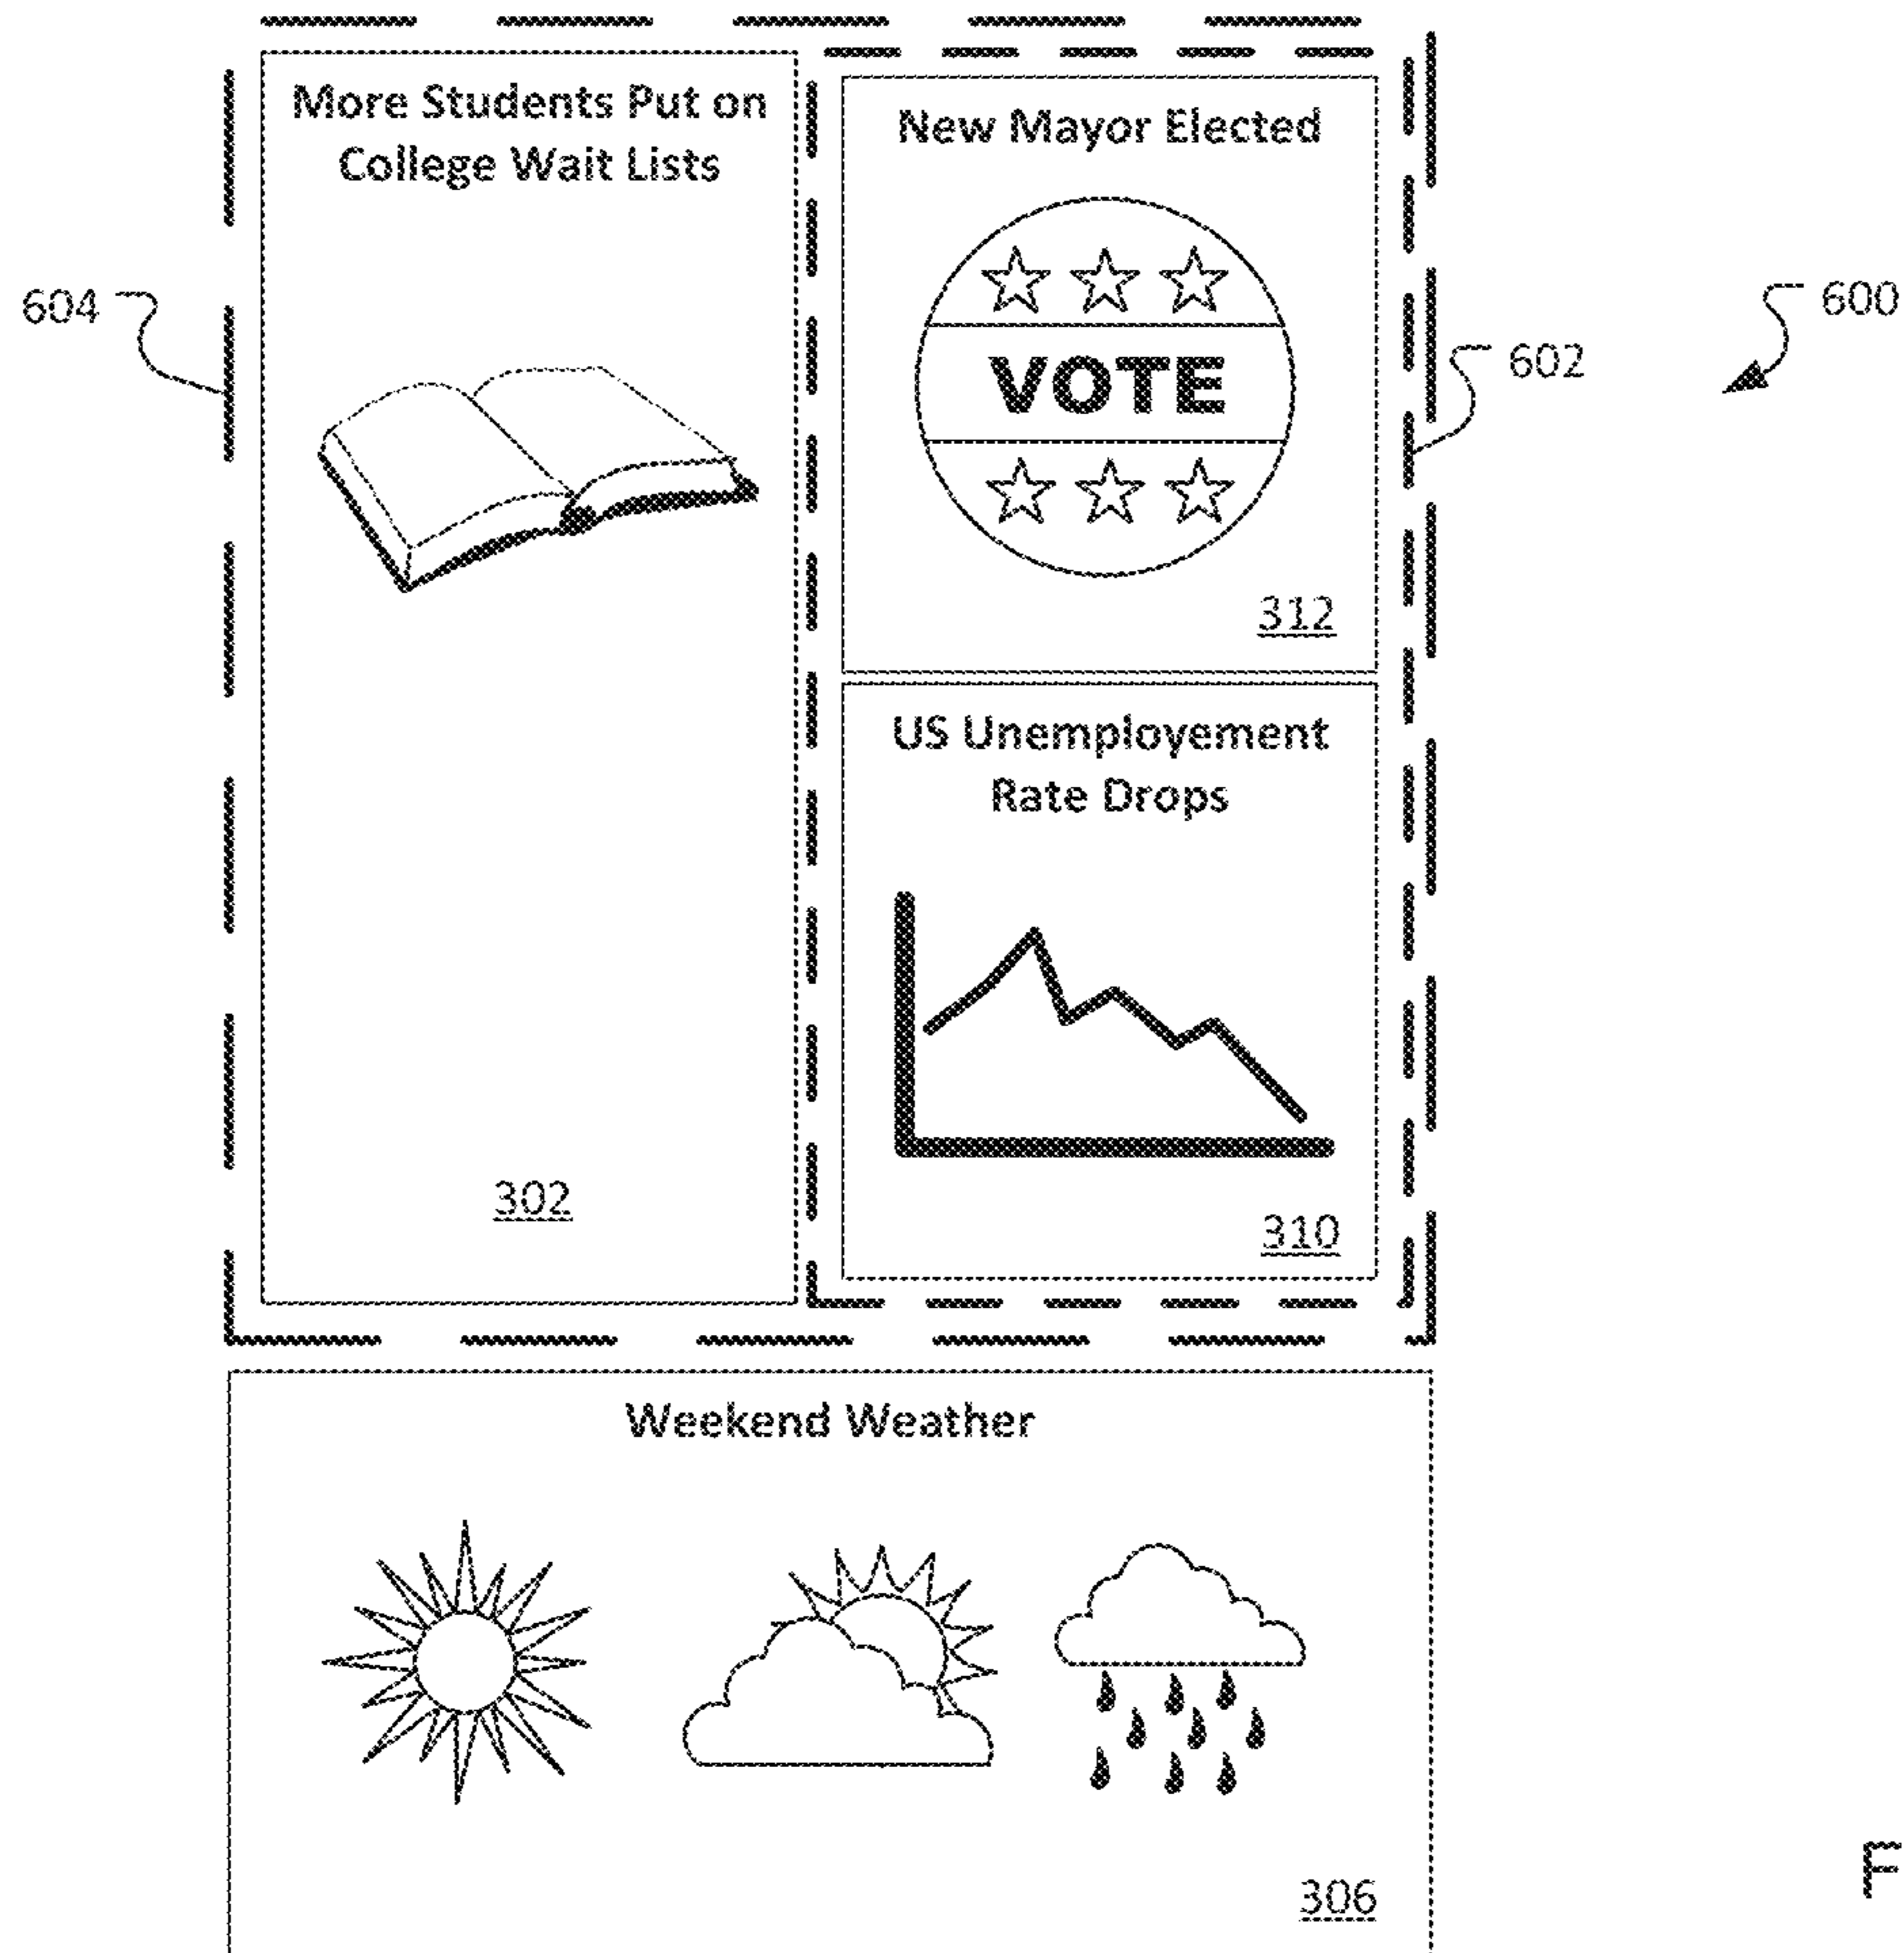 More Students Put on
College Wait Lists
302
New Mayor Elected
VOTE
312
US Unemployement
Rate Drops
310
604
602
600
Weekend Weather
306
F